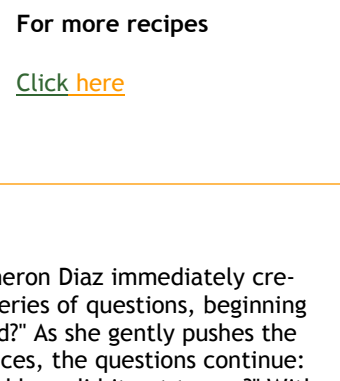 For more recipes
Click here
eron Diaz immediately cre-
eries of questions, beginning
d?" As she gently pushes the
ces, the questions continue: